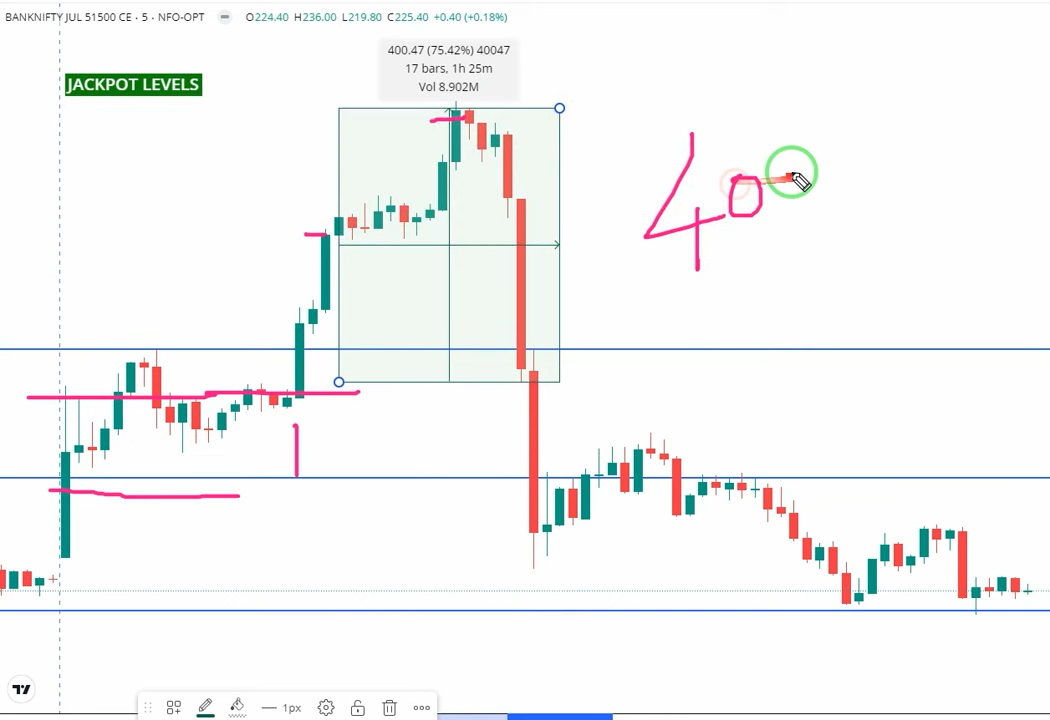 BANKNIFTY JUL 51500 CE · 5 · NFO-OPT O224.40 H236.00 L219.80 C225.40 +0.40 (+0.18%)
400.47 (75.42%) 40047
17 bars, 1h 25m
Vol 8.902M
JACKPOT LEVELS
40
1px